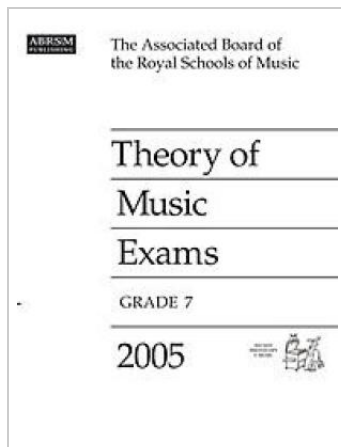 ABRSM
PUBLISHING
The Associated Board of
the Royal Schools of Music
Theory of
Music
Exams
GRADE 7
2005